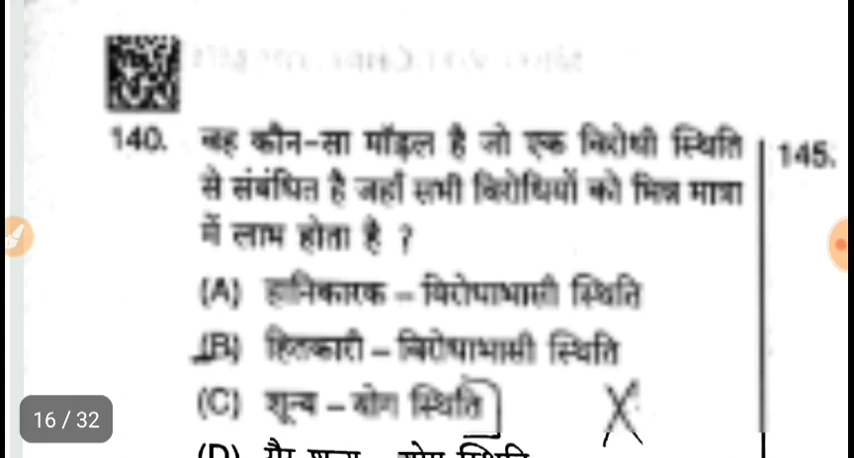 140. वह कौन-सा मॉडल है जो एक विरोधी स्थिति
से संबंधित है जहाँ सभी विरोधियों को भिन्न मात्रा
में लाभ होता है ?
(A) हानिकारक – विरोधाभासी स्थिति
(B) हितकारी – विरोधाभासी स्थिति
(C) शून्य – योग स्थिति
(D)
145.
16 / 32